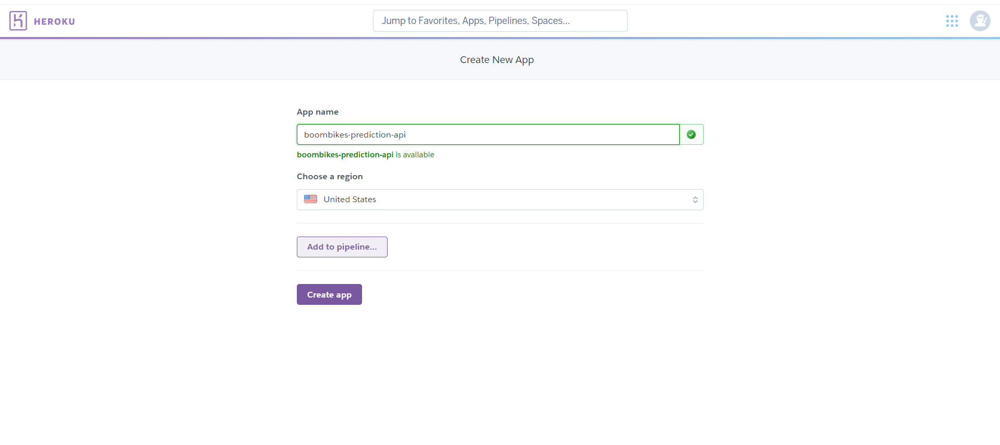 HEROKU
Jump to Favorites, Apps, Pipelines, Spaces...
Create New App
App name
boombikes-prediction-api
boombikes-prediction-api is available
Choose a region
United States
Add to pipeline...
Create app